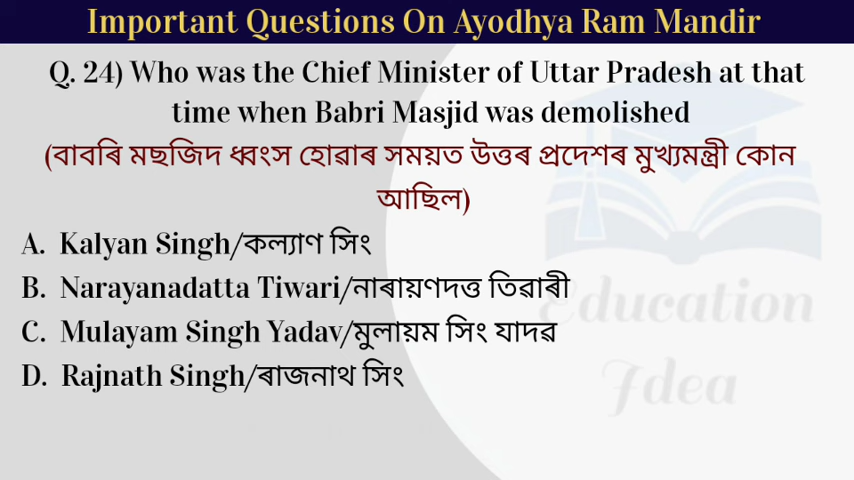 Important Questions On Ayodhya Ram Mandir
Q. 24) Who was the Chief Minister of Uttar Pradesh at that
time when Babri Masjid was demolished
(বাবৰি মছজিদ ধ্বংস হোৱাৰ সময়ত উত্তৰ প্ৰদেশৰ মুখ্যমন্ত্ৰী কোন
আছিল)
A. Kalyan Singh/কল্যাণ সিং
B. Narayanadatta Tiwari/নাৰায়ণদত্ত তিৱাৰী
C. Mulayam Singh Yadav/মুলায়ম সিং যাদৱ
D. Rajnath Singh/ৰাজনাথ সিং
Education
Idea